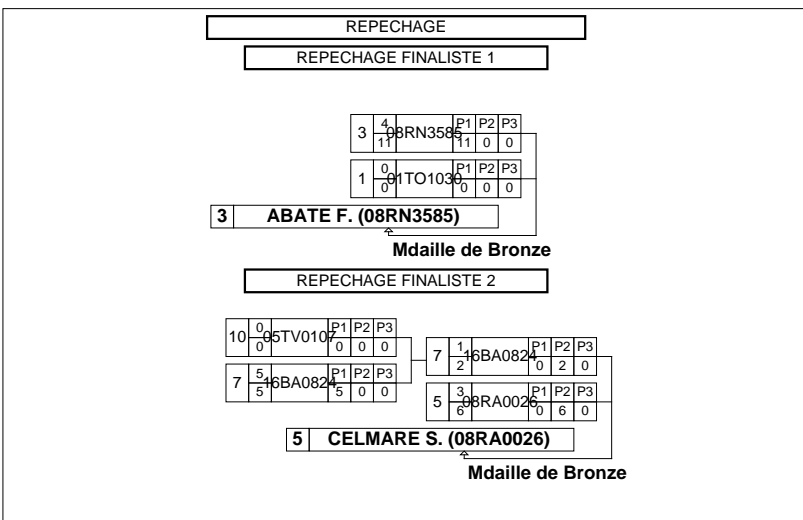 REPECHAGE
REPECHAGE FINALISTE 1
3 4 08RN3585 P1 P2 P3
11 11 0 0
1 0 01TO1030 P1 P2 P3
0 0 0 0
3 ABATE F. (08RN3585)
Mdaille de Bronze
REPECHAGE FINALISTE 2
10 0 05TV0107 P1 P2 P3
0 0 0 0
7 1 16BA0824 P1 P2 P3
2 0 2 0
7 5 16BA0824 P1 P2 P3
5 5 0 0
5 3 08RA0026 P1 P2 P3
6 0 6 0
5 CELMARE S. (08RA0026)
Mdaille de Bronze